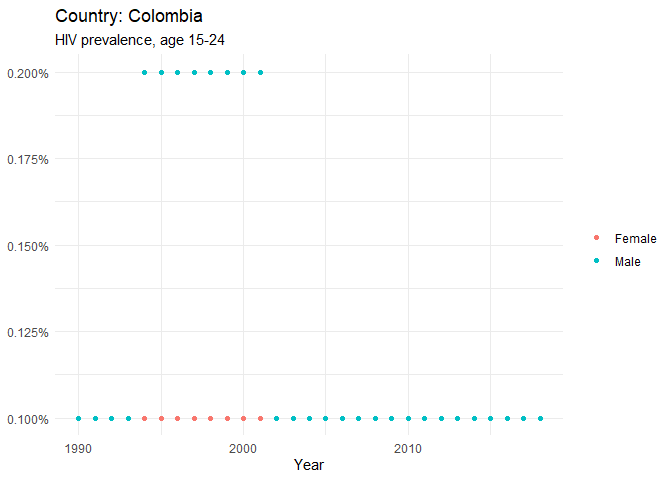 Country: Colombia
HIV prevalence, age 15-24
0.200%
0.175%
0.150%
0.125%
0.100%
1990 2000 2010
Year
Female
Male